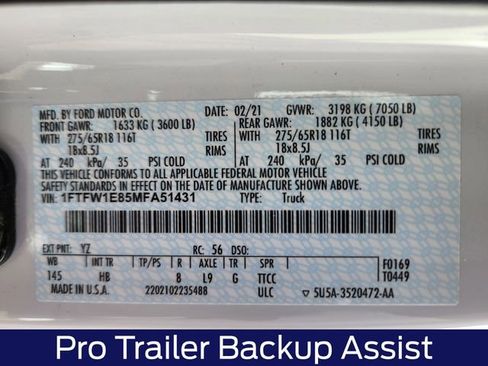 MFD. BY FORD MOTOR CO. DATE: 02/21 GVWR: 3198 KG ( 7050 LB)
FRONT GAWR: 1633 KG ( 3600 LB) REAR GAWR: 1882 KG ( 4150 LB)
WITH 275/65R18 116T TIRES WITH 275/65R18 116T TIRES
18x8.5J RIMS 18x8.5J RIMS
AT 240 kPa/ 35 PSI COLD AT 240 kPa/ 35 PSI COLD
THIS VEHICLE CONFORMS TO ALL APPLICABLE FEDERAL MOTOR VEHICLE
SAFETY STANDARDS IN EFFECT ON THE DATE OF MANUFACTURE SHOWN ABOVE.
VIN: 1FTFW1E85MFA51431 TYPE: Truck
EXT PNT: YZ RC: 56 DSO: F0169
WB INT TR TP/PS R AXLE TR SPR T0449
145 HB 8 L9 G TTCC
MADE IN U.S.A. 2202102235488 ULC 5U5A-3520472-AA
Pro Trailer Backup Assist